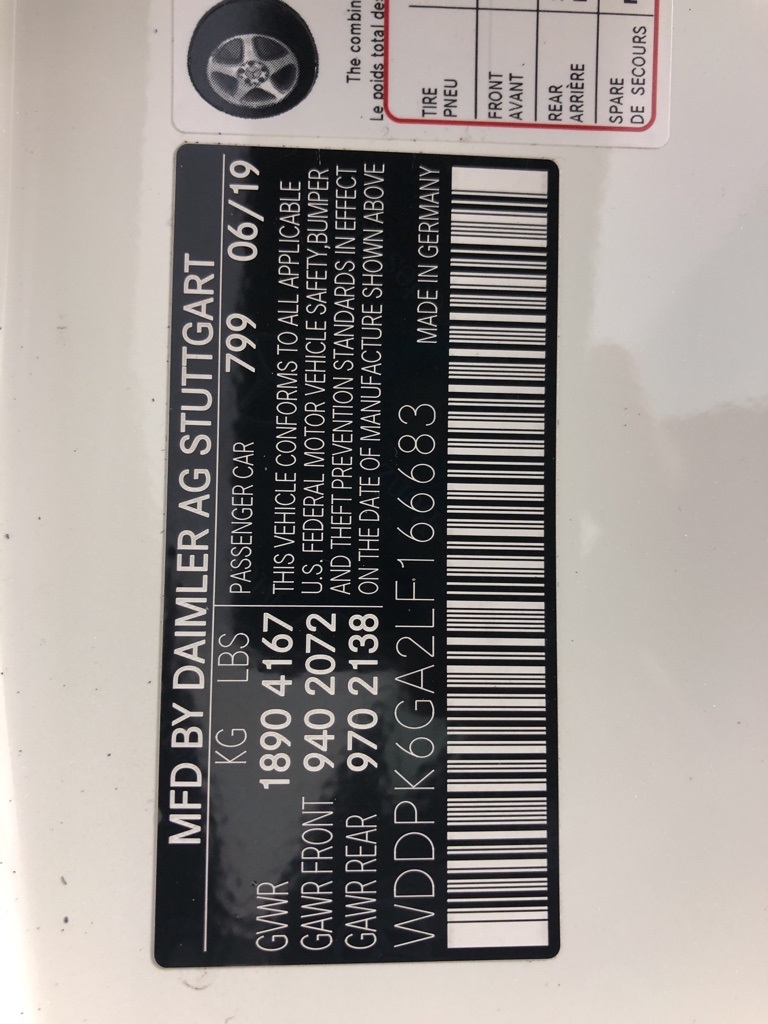 MFD BY DAIMLER AG STUTTGART
KG LBS
PASSENGER CAR 799 06/19
GVWR 1890 4167
GAWR FRONT 940 2072
GAWR REAR 970 2138
THIS VEHICLE CONFORMS TO ALL APPLICABLE
U.S. FEDERAL MOTOR VEHICLE SAFETY,BUMPER
AND THEFT PREVENTION STANDARDS IN EFFECT
ON THE DATE OF MANUFACTURE SHOWN ABOVE
WDDPK6GA2LF166683 MADE IN GERMANY
The combin
Le poids total des
TIRE
PNEU
FRONT
AVANT
REAR
ARRIÈRE
SPARE
DE SECOURS